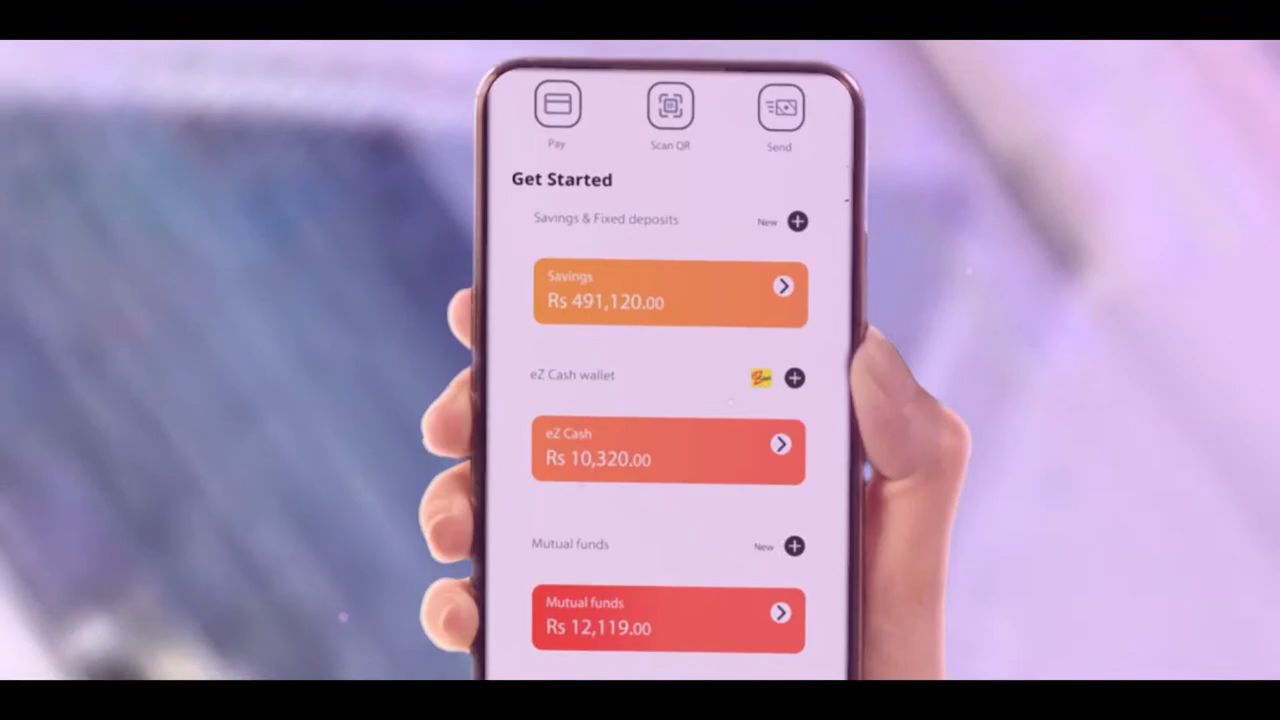 Pay Scan QR Send
Get Started
Savings & Fixed deposits New
Savings
Rs 491,120.00
eZ Cash wallet
eZ Cash
Rs 10,320.00
Mutual funds New
Mutual funds
Rs 12,119.00